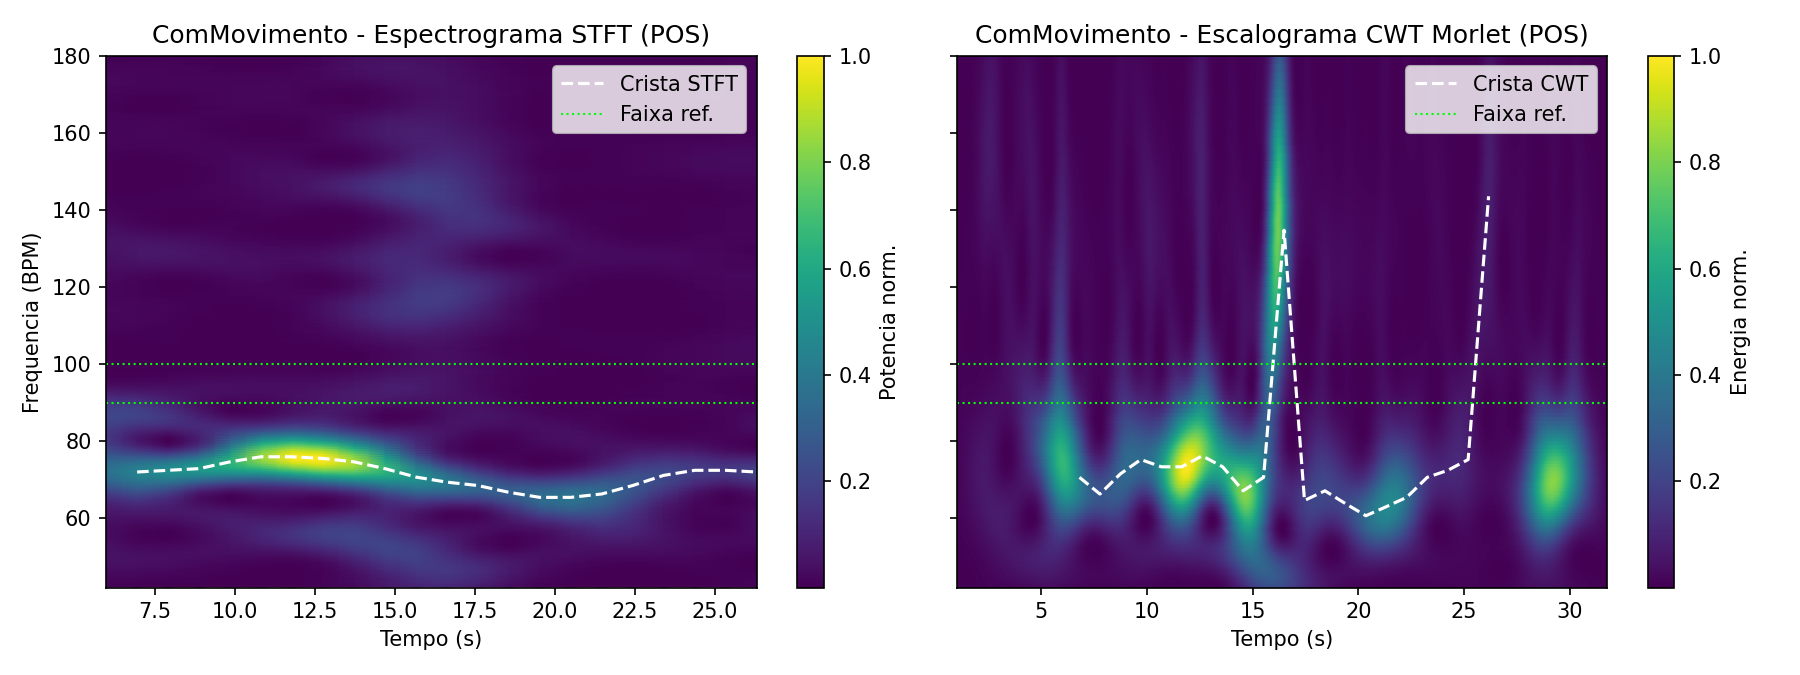 ComMovimento - Espectrograma STFT (POS)
180
160
140
120
100
80
60
Frequencia (BPM)
Crista STFT
Faixa ref.
7.5 10.0 12.5 15.0 17.5 20.0 22.5 25.0
Tempo (s)
1.0
0.8
0.6
0.4
0.2
Potencia norm.
ComMovimento - Escalograma CWT Morlet (POS)
Crista CWT
Faixa ref.
5 10 15 20 25 30
Tempo (s)
1.0
0.8
0.6
0.4
0.2
Energia norm.